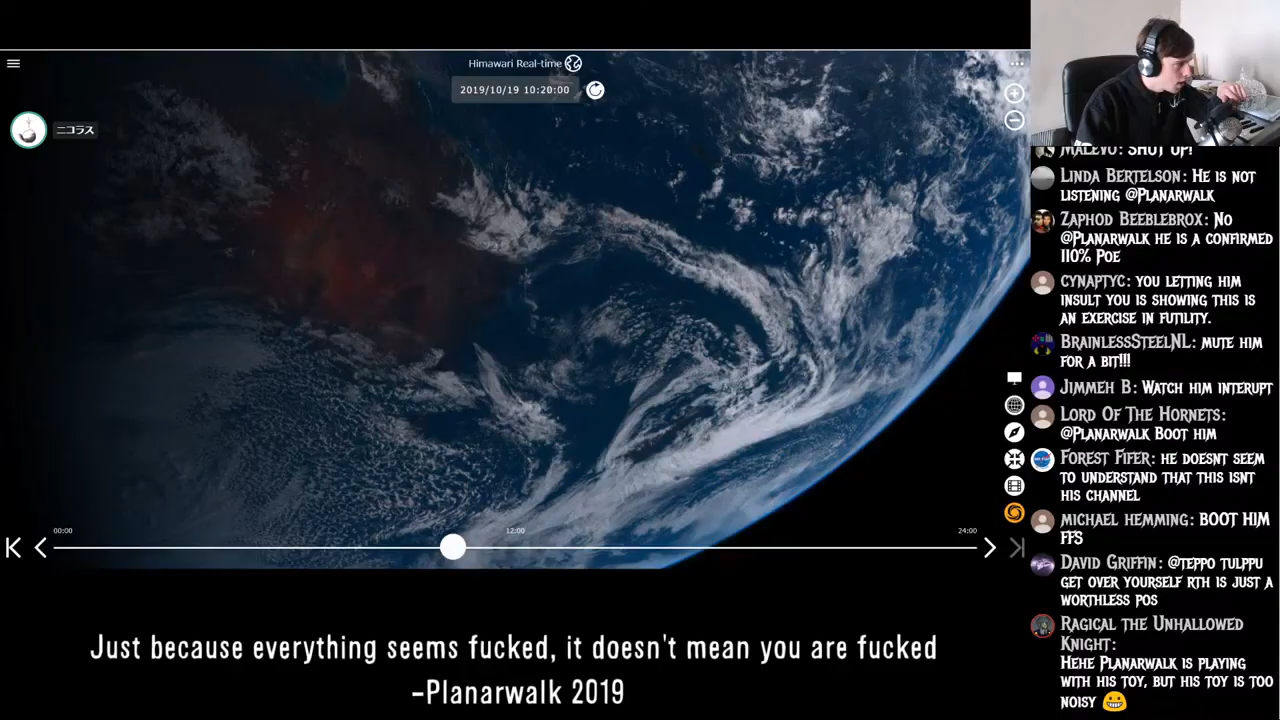 Himawari Real-time
2019/10/19 10:20:00
ニコラス
00:00
12:00
24:00
Just because everything seems fucked, it doesn't mean you are fucked
-Planarwalk 2019
MALEVO: SHUT UP!
LINDA BERTELSON: HE IS NOT
LISTENING @PLANARWALK
ZAPHOD BEEBLEBROX: NO
@PLANARWALK HE IS A CONFIRMED
110% POE
CYNAPTYC: YOU LETTING HIM
INSULT YOU IS SHOWING THIS IS
AN EXERCISE IN FUTILITY.
BRAINLESSSTEELNL: MUTE HIM
FOR A BIT!!!
JIMMEH B: WATCH HIM INTERUPT
LORD OF THE HORNETS:
@PLANARWALK BOOT HIM
FOREST FIFER: HE DOESNT SEEM
TO UNDERSTAND THAT THIS ISNT
HIS CHANNEL
MICHAEL HEMMING: BOOT HIM
FFS
DAVID GRIFFIN: @TEPPO TULPPU
GET OVER YOURSELF RTH IS JUST A
WORTHLESS POS
RAGICAL THE UNHALLOWED
KNIGHT:
HEHE PLANARWALK IS PLAYING
WITH HIS TOY, BUT HIS TOY IS TOO
NOISY 😀